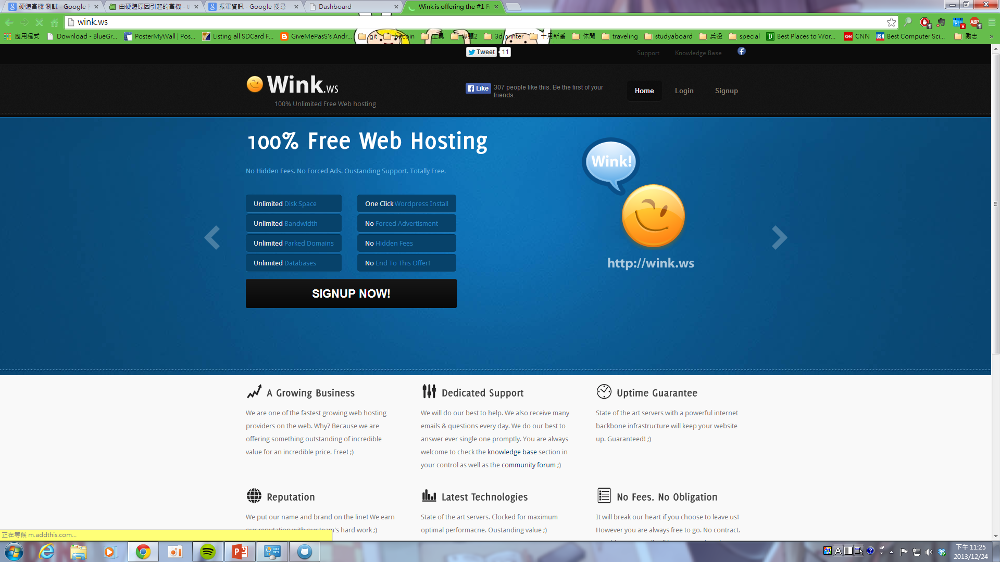 硬體當機 測試 - Google
由硬體原因引起的當機 - t
振軍資訊 - Google 搜尋
Dashboard
Wink is offering the #1 F
wink.ws
應用程式
Download - BlueGr...
PosterMyWall | Pos...
Listing all SDCard F...
GiveMePasS's Andr...
git
bitcoin
工具
專題2
3d printer
十月新番
休閒
traveling
studyaboard
兵役
special
Best Places to Wor...
CNN
Best Computer Sci...
勵志
»
Tweet 11
Support
Knowledge Base
Wink.ws
100% Unlimited Free Web hosting
Like
307 people like this. Be the first of your
friends.
Home
Login
Signup
100% Free Web Hosting
No Hidden Fees. No Forced Ads. Oustanding Support. Totally Free.
Unlimited Disk Space
One Click Wordpress Install
Unlimited Bandwidth
No Forced Advertisment
Unlimited Parked Domains
No Hidden Fees
Unlimited Databases
No End To This Offer!
SIGNUP NOW!
Wink!
http://wink.ws
A Growing Business
We are one of the fastest growing web hosting
providers on the web. Why? Because we are
offering something outstanding of incredible
value for an incredible price. Free! ;)
Dedicated Support
We will do our best to help. We also receive many
emails & questions every day. We do our best to
answer ever single one promptly. You are always
welcome to check the knowledge base section in
your control as well as the community forum ;)
Uptime Guarantee
State of the art servers with a powerful internet
backbone infrastructure will keep your website
up. Guaranteed! ;)
Reputation
We put our name and brand on the line! We earn
our reputation with our team's hard work ;)
Latest Technologies
State of the art servers. Clocked for maximum
optimal performacne. Oustanding value ;)
No Fees. No Obligation
It will break our heart if you choose to leave us!
However you are always free to go. No contract.
正在等候 m.addthis.com...
下午 11:25
2013/12/24